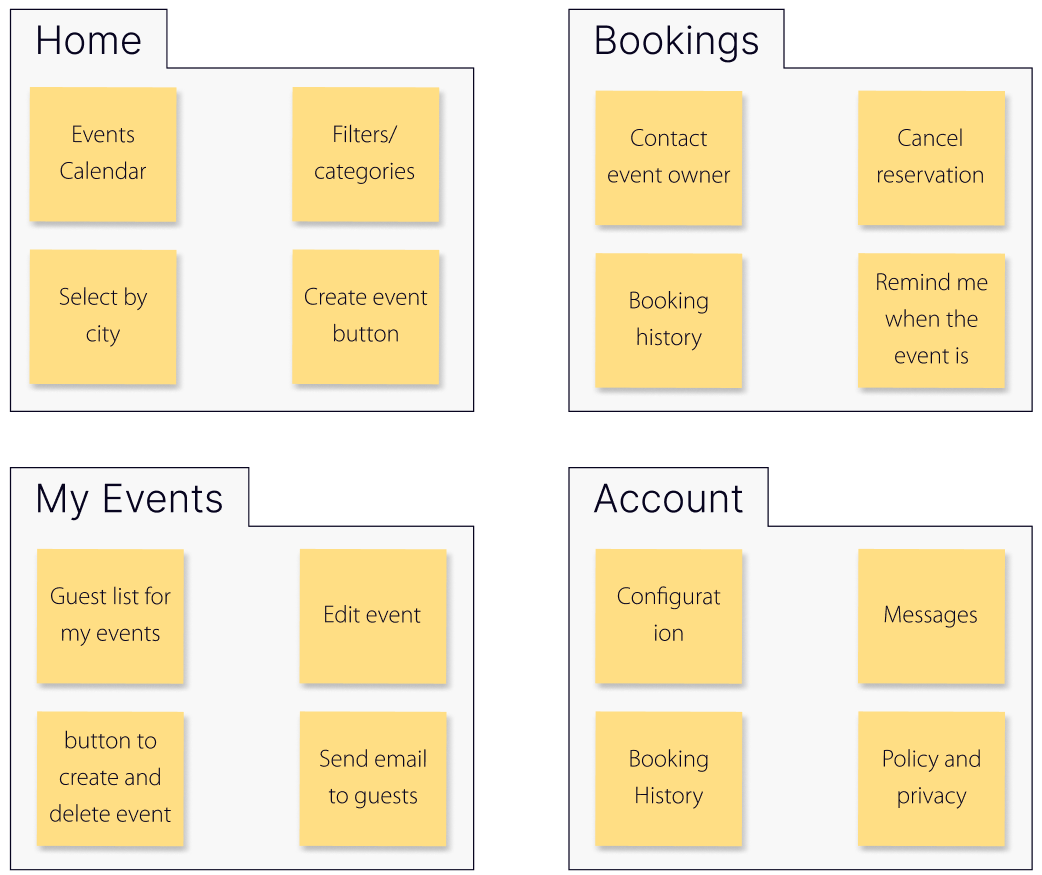 Home
Events
Calendar
Filters/
categories
Select by
city
Create event
button
Bookings
Contact
event owner
Cancel
reservation
Booking
history
Remind me
when the
event is
My Events
Guest list for
my events
Edit event
button to
create and
delete event
Send email
to guests
Account
Configurat
ion
Messages
Booking
History
Policy and
privacy